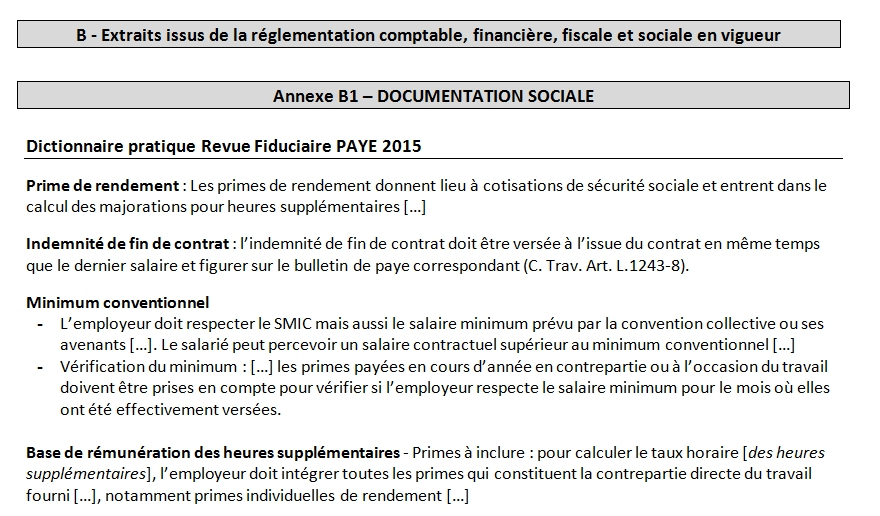 B - Extraits issus de la réglementation comptable, financière, fiscale et sociale en vigueur
Annexe B1 – DOCUMENTATION SOCIALE
Dictionnaire pratique Revue Fiduciaire PAYE 2015
Prime de rendement : Les primes de rendement donnent lieu à cotisations de sécurité sociale et entrent dans le
calcul des majorations pour heures supplémentaires […]
Indemnité de fin de contrat : l’indemnité de fin de contrat doit être versée à l’issue du contrat en même temps
que le dernier salaire et figurer sur le bulletin de paye correspondant (C. Trav. Art. L.1243-8).
Minimum conventionnel
- L’employeur doit respecter le SMIC mais aussi le salaire minimum prévu par la convention collective ou ses
avenants […]. Le salarié peut percevoir un salaire contractuel supérieur au minimum conventionnel […]
- Vérification du minimum : […] les primes payées en cours d’année en contrepartie ou à l’occasion du travail
doivent être prises en compte pour vérifier si l’employeur respecte le salaire minimum pour le mois où elles
ont été effectivement versées.
Base de rémunération des heures supplémentaires - Primes à inclure : pour calculer le taux horaire [des heures
supplémentaires], l’employeur doit intégrer toutes les primes qui constituent la contrepartie directe du travail
fourni […], notamment primes individuelles de rendement […]